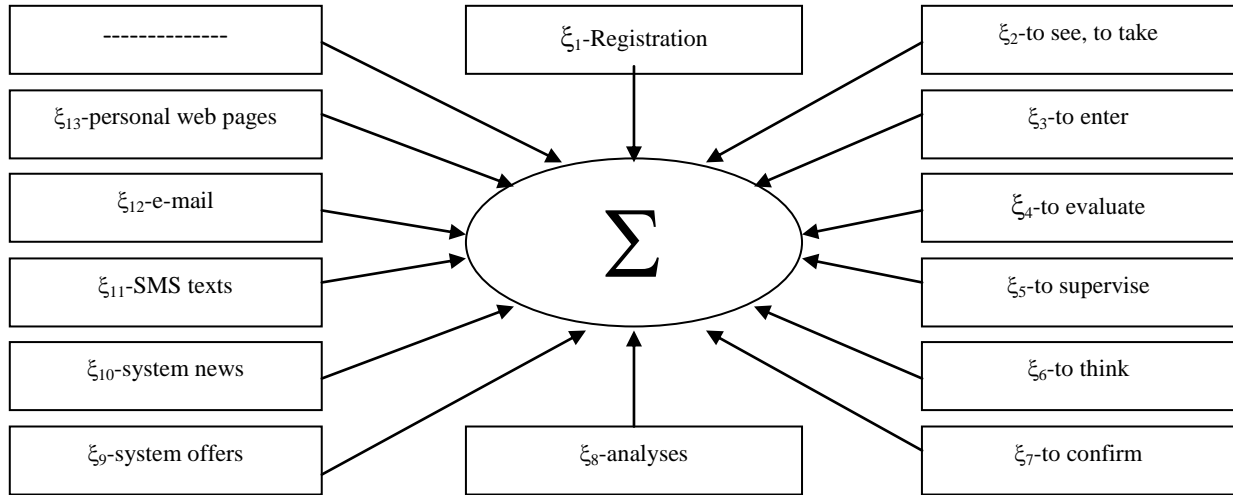 --------------
ξ₁-Registration
ξ₂-to see, to take
ξ₁₃-personal web pages
ξ₃-to enter
ξ₁₂-e-mail
ξ₄-to evaluate
Σ
ξ₁₁-SMS texts
ξ₅-to supervise
ξ₁₀-system news
ξ₆-to think
ξ₉-system offers
ξ₈-analyses
ξ₇-to confirm